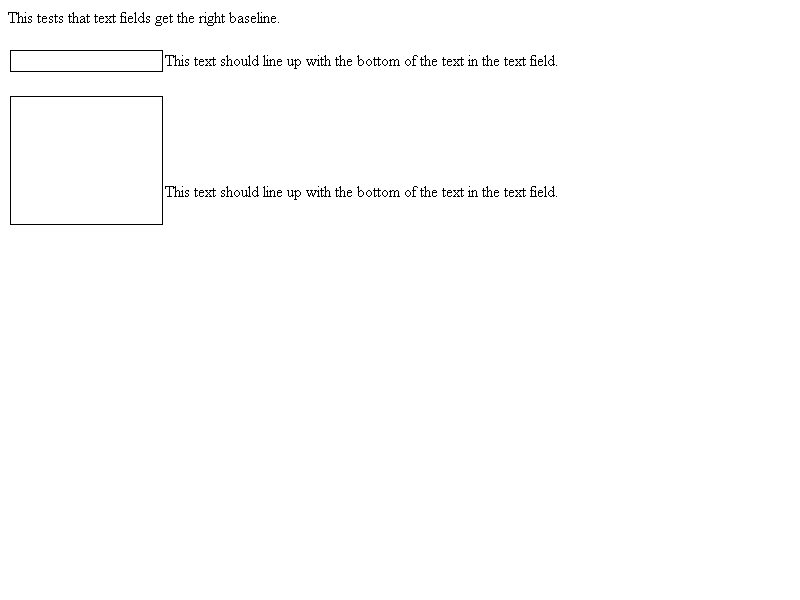 This tests that text fields get the right baseline.
This text should line up with the bottom of the text in the text field.
This text should line up with the bottom of the text in the text field.